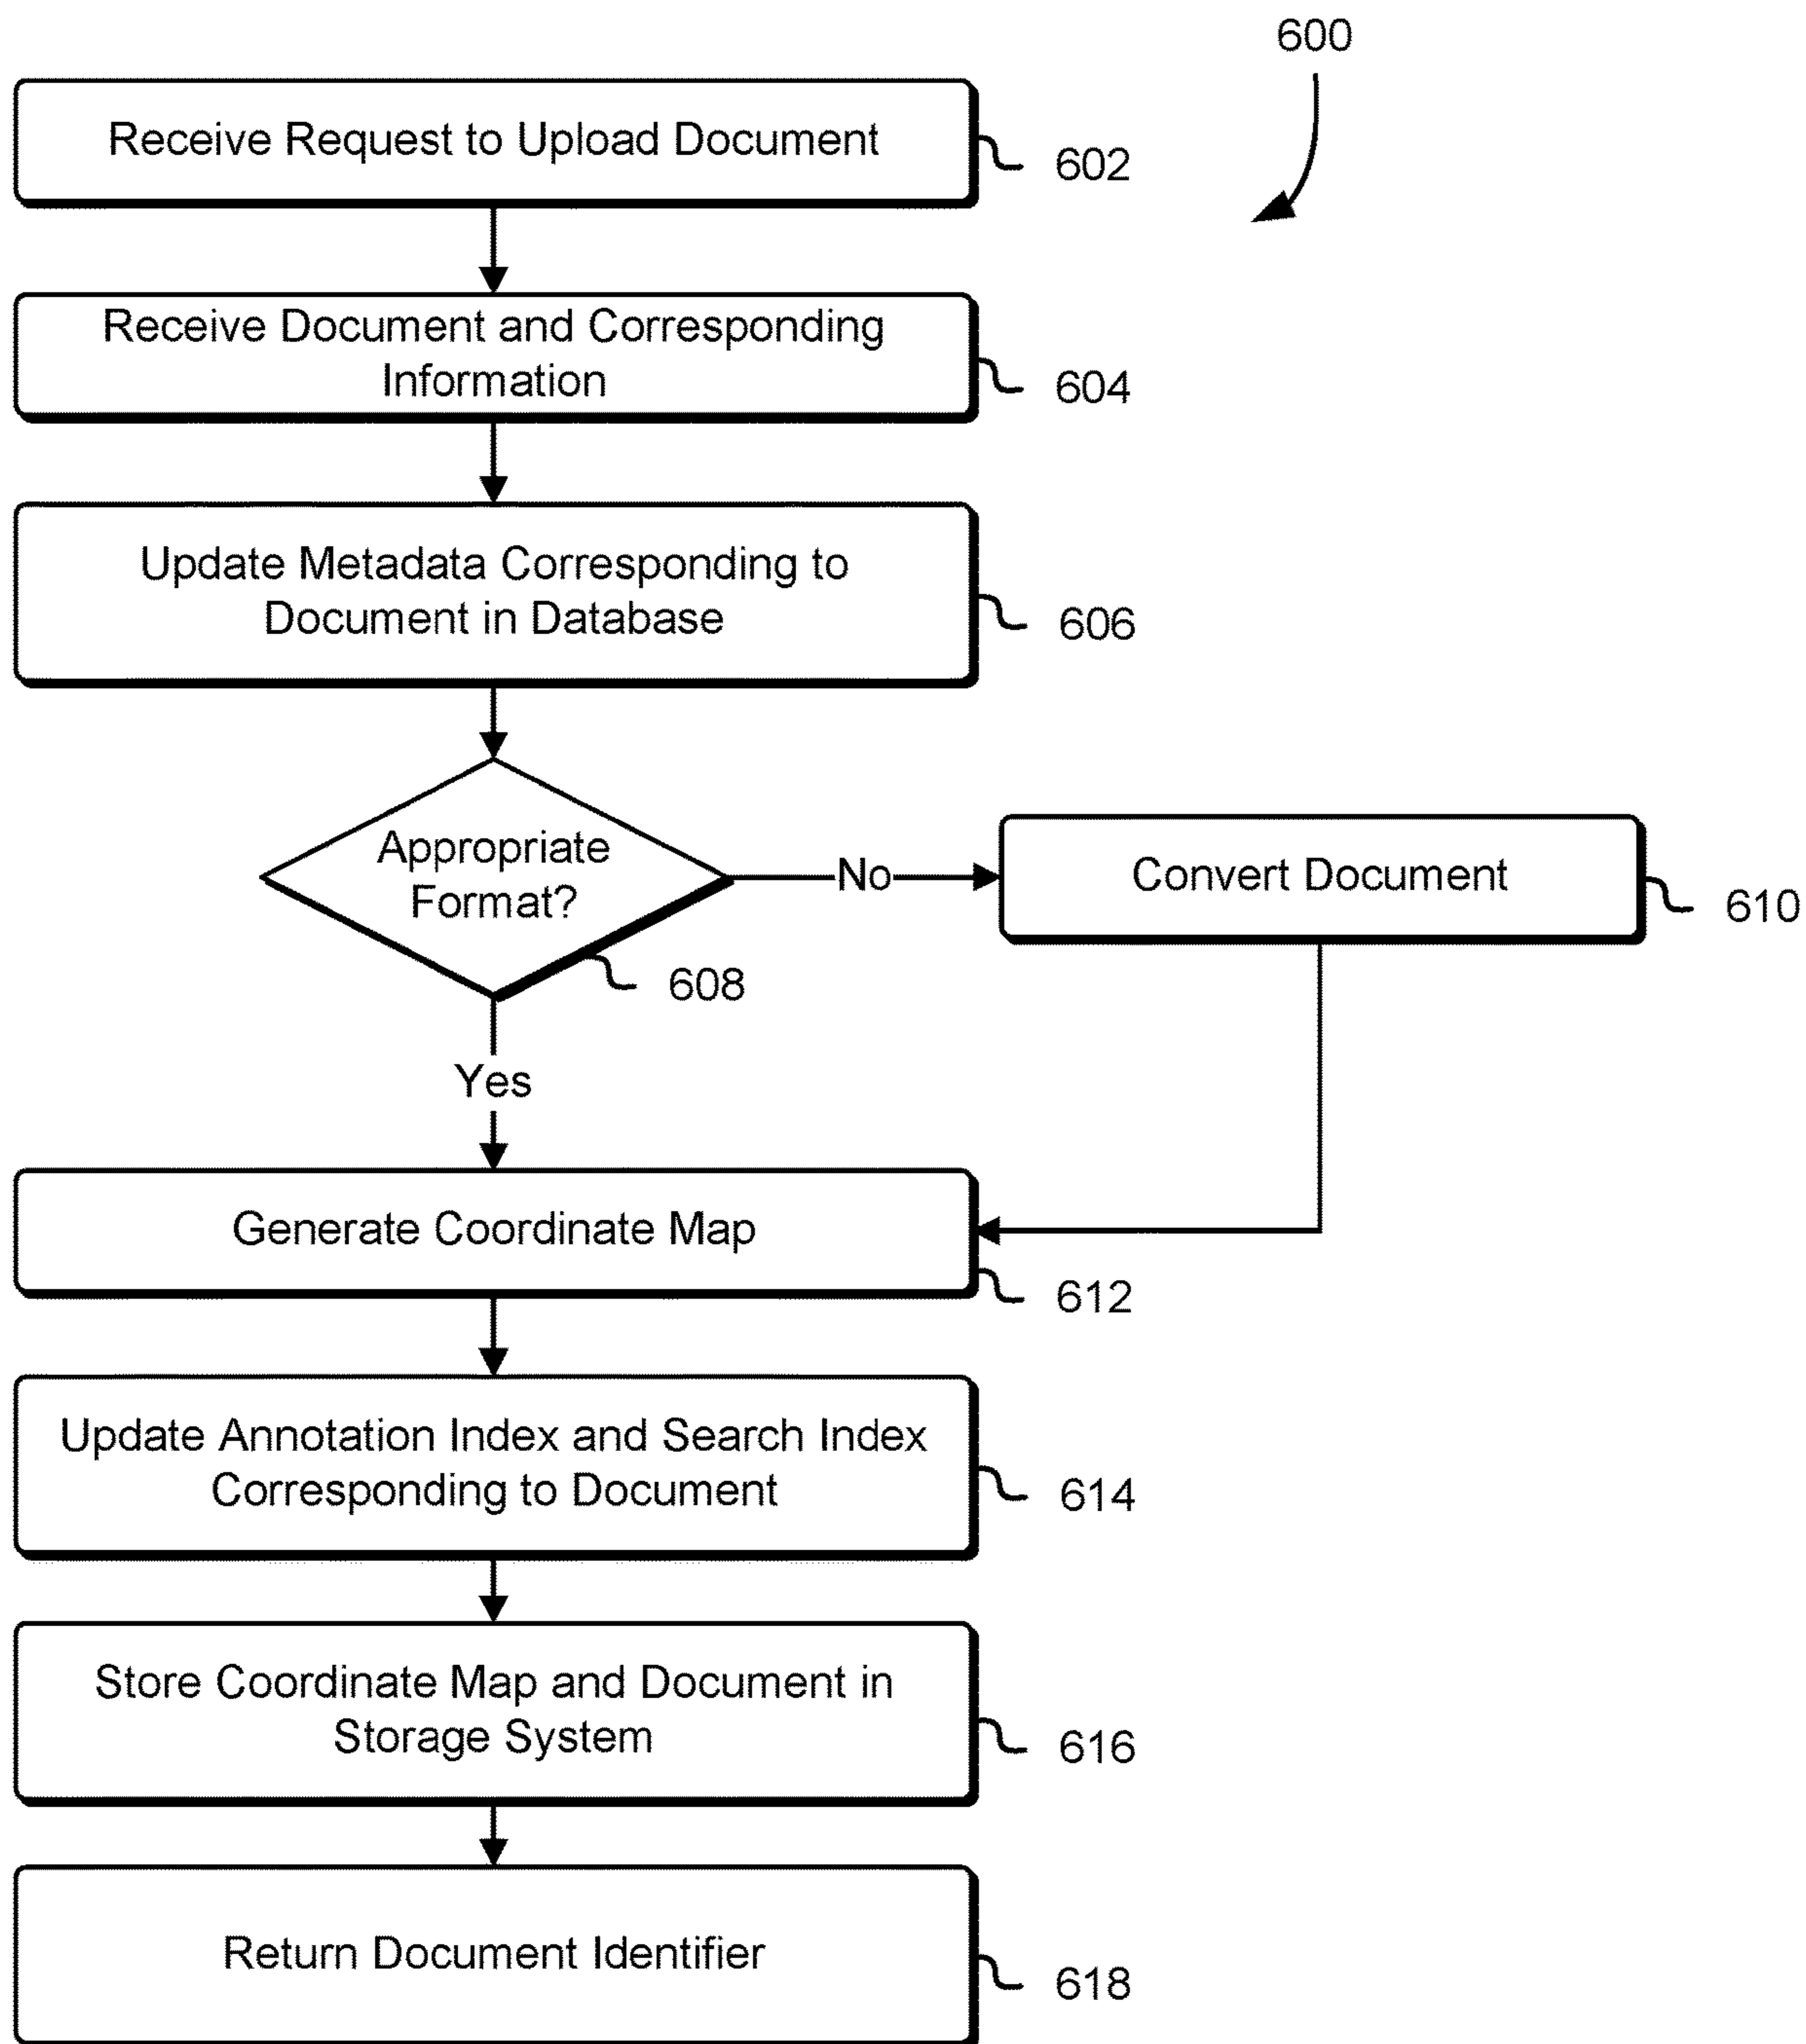 600
Receive Request to Upload Document
602
Receive Document and Corresponding
Information
604
Update Metadata Corresponding to
Document in Database
606
Appropriate
Format?
608
No
Convert Document
610
Yes
Generate Coordinate Map
612
Update Annotation Index and Search Index
Corresponding to Document
614
Store Coordinate Map and Document in
Storage System
616
Return Document Identifier
618